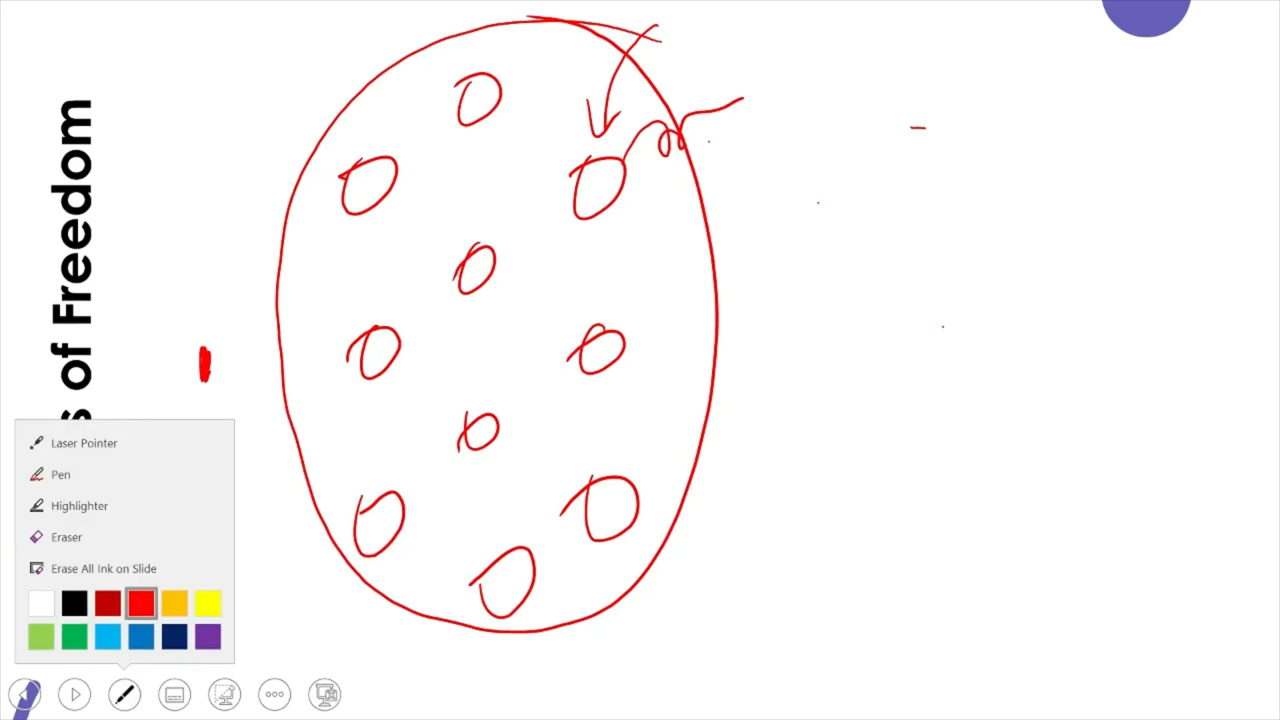 s of Freedom
Laser Pointer
Pen
Highlighter
Eraser
Erase All Ink on Slide